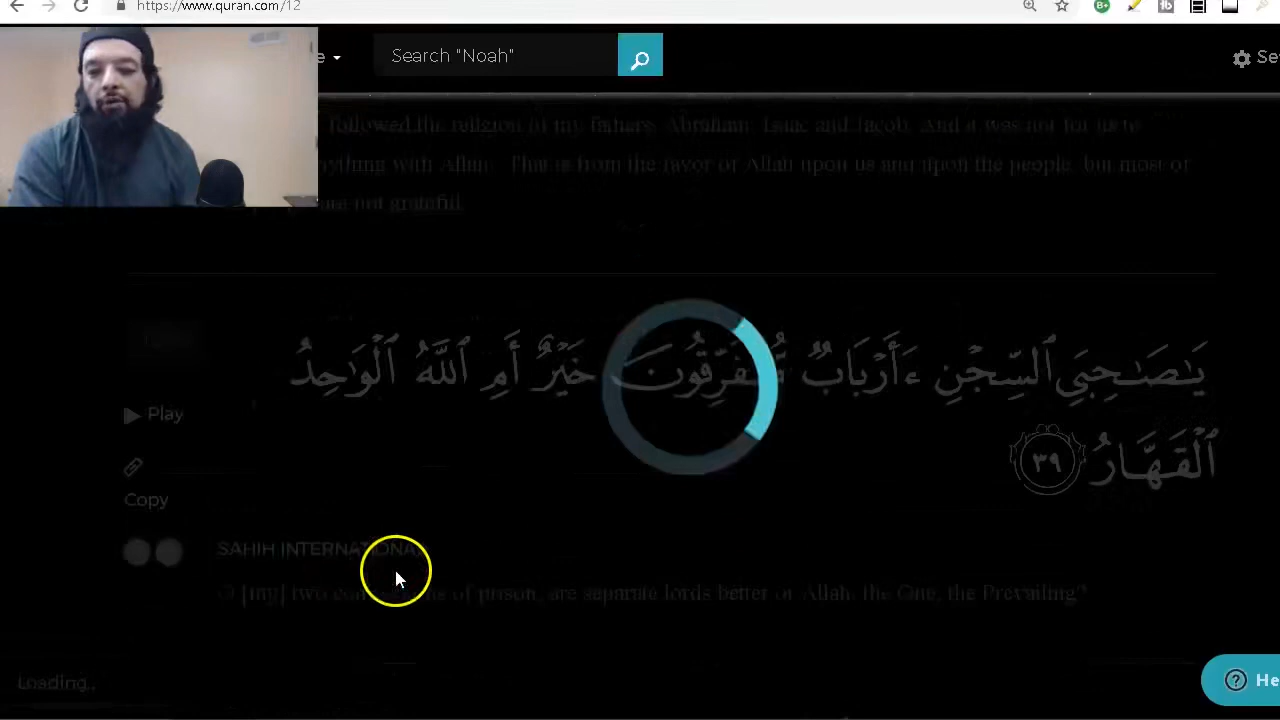 https://www.quran.com/12
e
Search "Noah"
Se
followed the religion of my fathers, Abraham, Isaac and Jacob. And it was not for us to
anything with Allah. That is from the favor of Allah upon us and upon the people, but most of
are not grateful.
يَـٰصَـٰحِبَىِ ٱلسِّجْنِ ءَأَرْبَابٌ مُّتَفَرِّقُونَ خَيْرٌ أَمِ ٱللَّهُ ٱلْوَٰحِدُ
ٱلْقَهَّارُ ٣٩
Play
Copy
SAHIH INTERNATIONAL
O [my] two companions of prison, are separate lords better or Allah, the One, the Prevailing?
Loading..
He